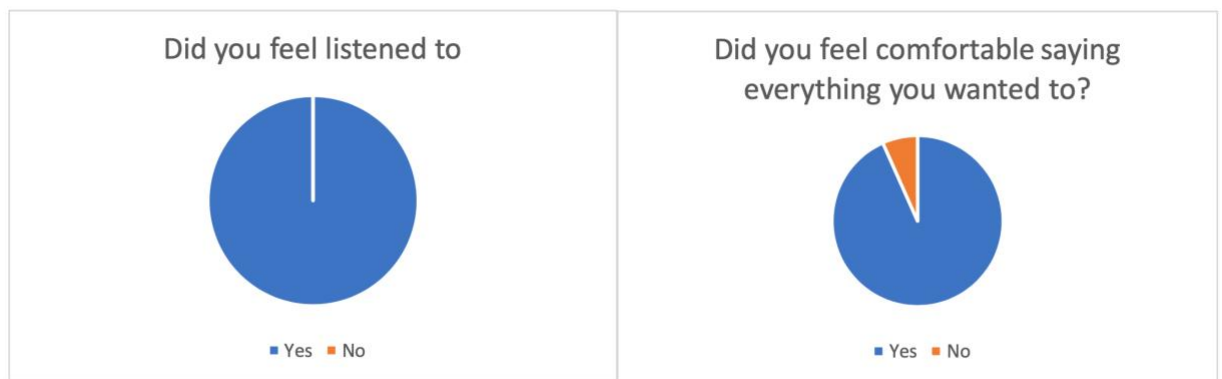 Did you feel listened to
Yes No
Did you feel comfortable saying
everything you wanted to?
Yes No